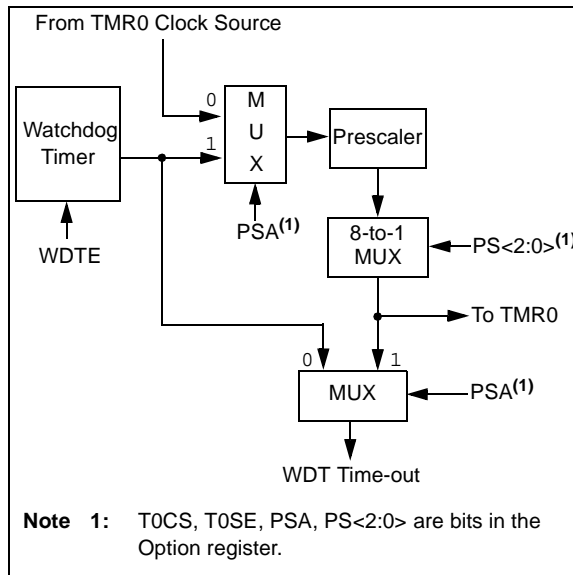 From TMR0 Clock Source
0
M
U
X
Watchdog
Timer
1
Prescaler
PSA(1)
WDTE
8-to-1
MUX
PS<2:0>(1)
To TMR0
0
1
MUX
PSA(1)
WDT Time-out
Note 1: T0CS, T0SE, PSA, PS<2:0> are bits in the
Option register.